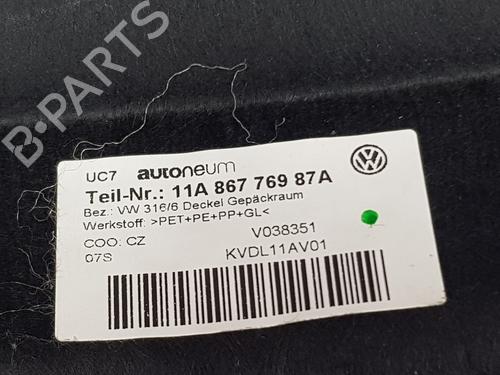 B-PARTS
UC7 autoneum
Teil-Nr.: 11A 867 769 87A
Bez.: VW 316/6 Deckel Gepäckraum
Werkstoff: >PET+PE+PP+GL<
COO: CZ V038351
07S KVDL11AV01